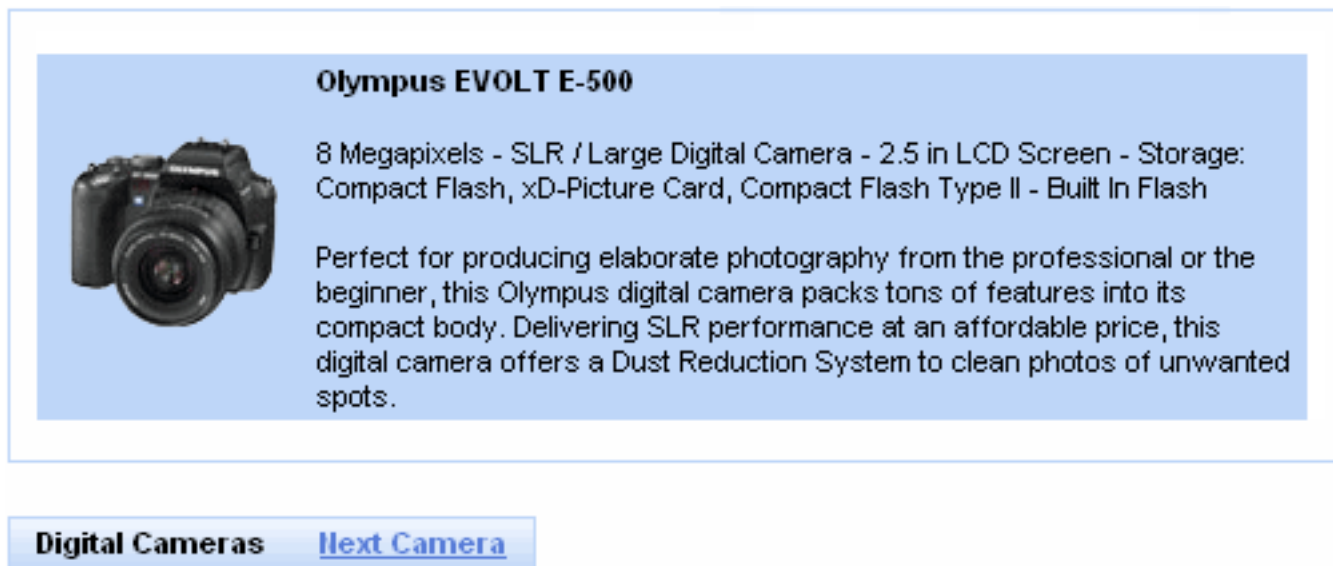 Olympus EVOLT E-500
8 Megapixels - SLR / Large Digital Camera - 2.5 in LCD Screen - Storage:
Compact Flash, xD-Picture Card, Compact Flash Type II - Built In Flash
OLYMPUS
Perfect for producing elaborate photography from the professional or the
beginner, this Olympus digital camera packs tons of features into its
compact body. Delivering SLR performance at an affordable price, this
digital camera offers a Dust Reduction System to clean photos of unwanted
spots.
Digital Cameras Next Camera